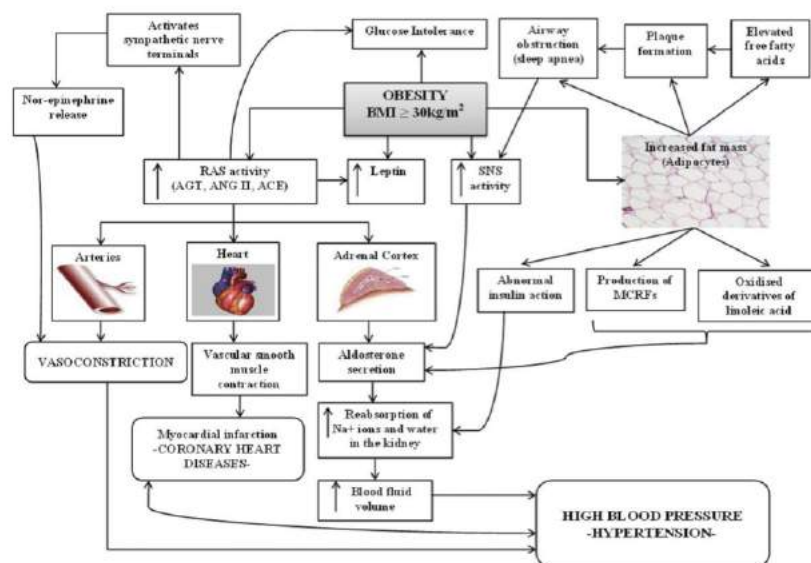 Activates
sympathetic nerve
terminals
Glucose Intolerance
Airway
obstruction
(sleep apnea)
Plaque
formation
Elevated
free fatty
acids
Nor-epinephrine
release
OBESITY
BMI ≥ 30kg/m²
RAS activity
(AGT, ANG II, ACE)
Leptin
SNS
activity
Increased fat mass
(Adipocytes)
Arteries
Heart
Adrenal Cortex
Abnormal
insulin action
Production of
MCRFs
Oxidised
derivatives of
linoleic acid
VASOCONSTRICTION
Vascular smooth
muscle
contraction
Aldosterone
secretion
Myocardial infarction
-CORONARY HEART
DISEASES-
Reabsorption of
Na+ ions and water
in the kidney
Blood fluid
volume
HIGH BLOOD PRESSURE
-HYPERTENSION-